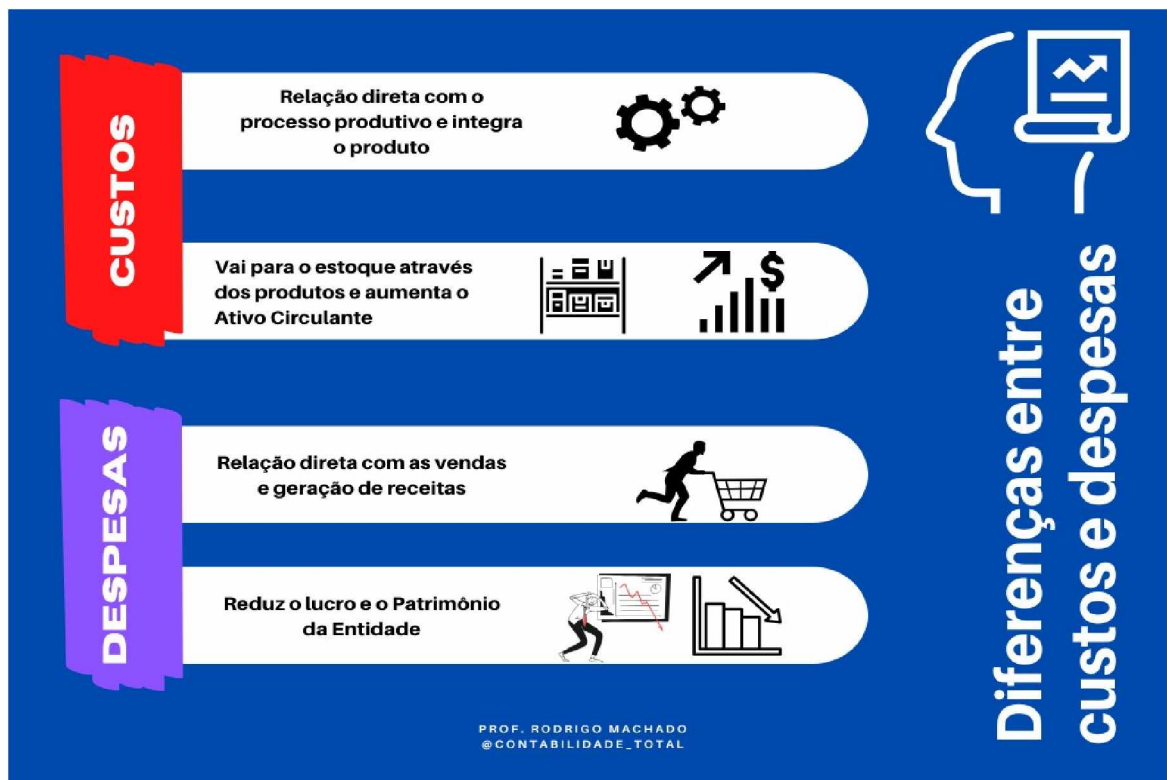 CUSTOS
Relação direta com o
processo produtivo e integra
o produto
Vai para o estoque através
dos produtos e aumenta o
Ativo Circulante
DESPESAS
Relação direta com as vendas
e geração de receitas
Reduz o lucro e o Patrimônio
da Entidade
Diferenças entre
custos e despesas
PROF. RODRIGO MACHADO
@CONTABILIDADE_TOTAL